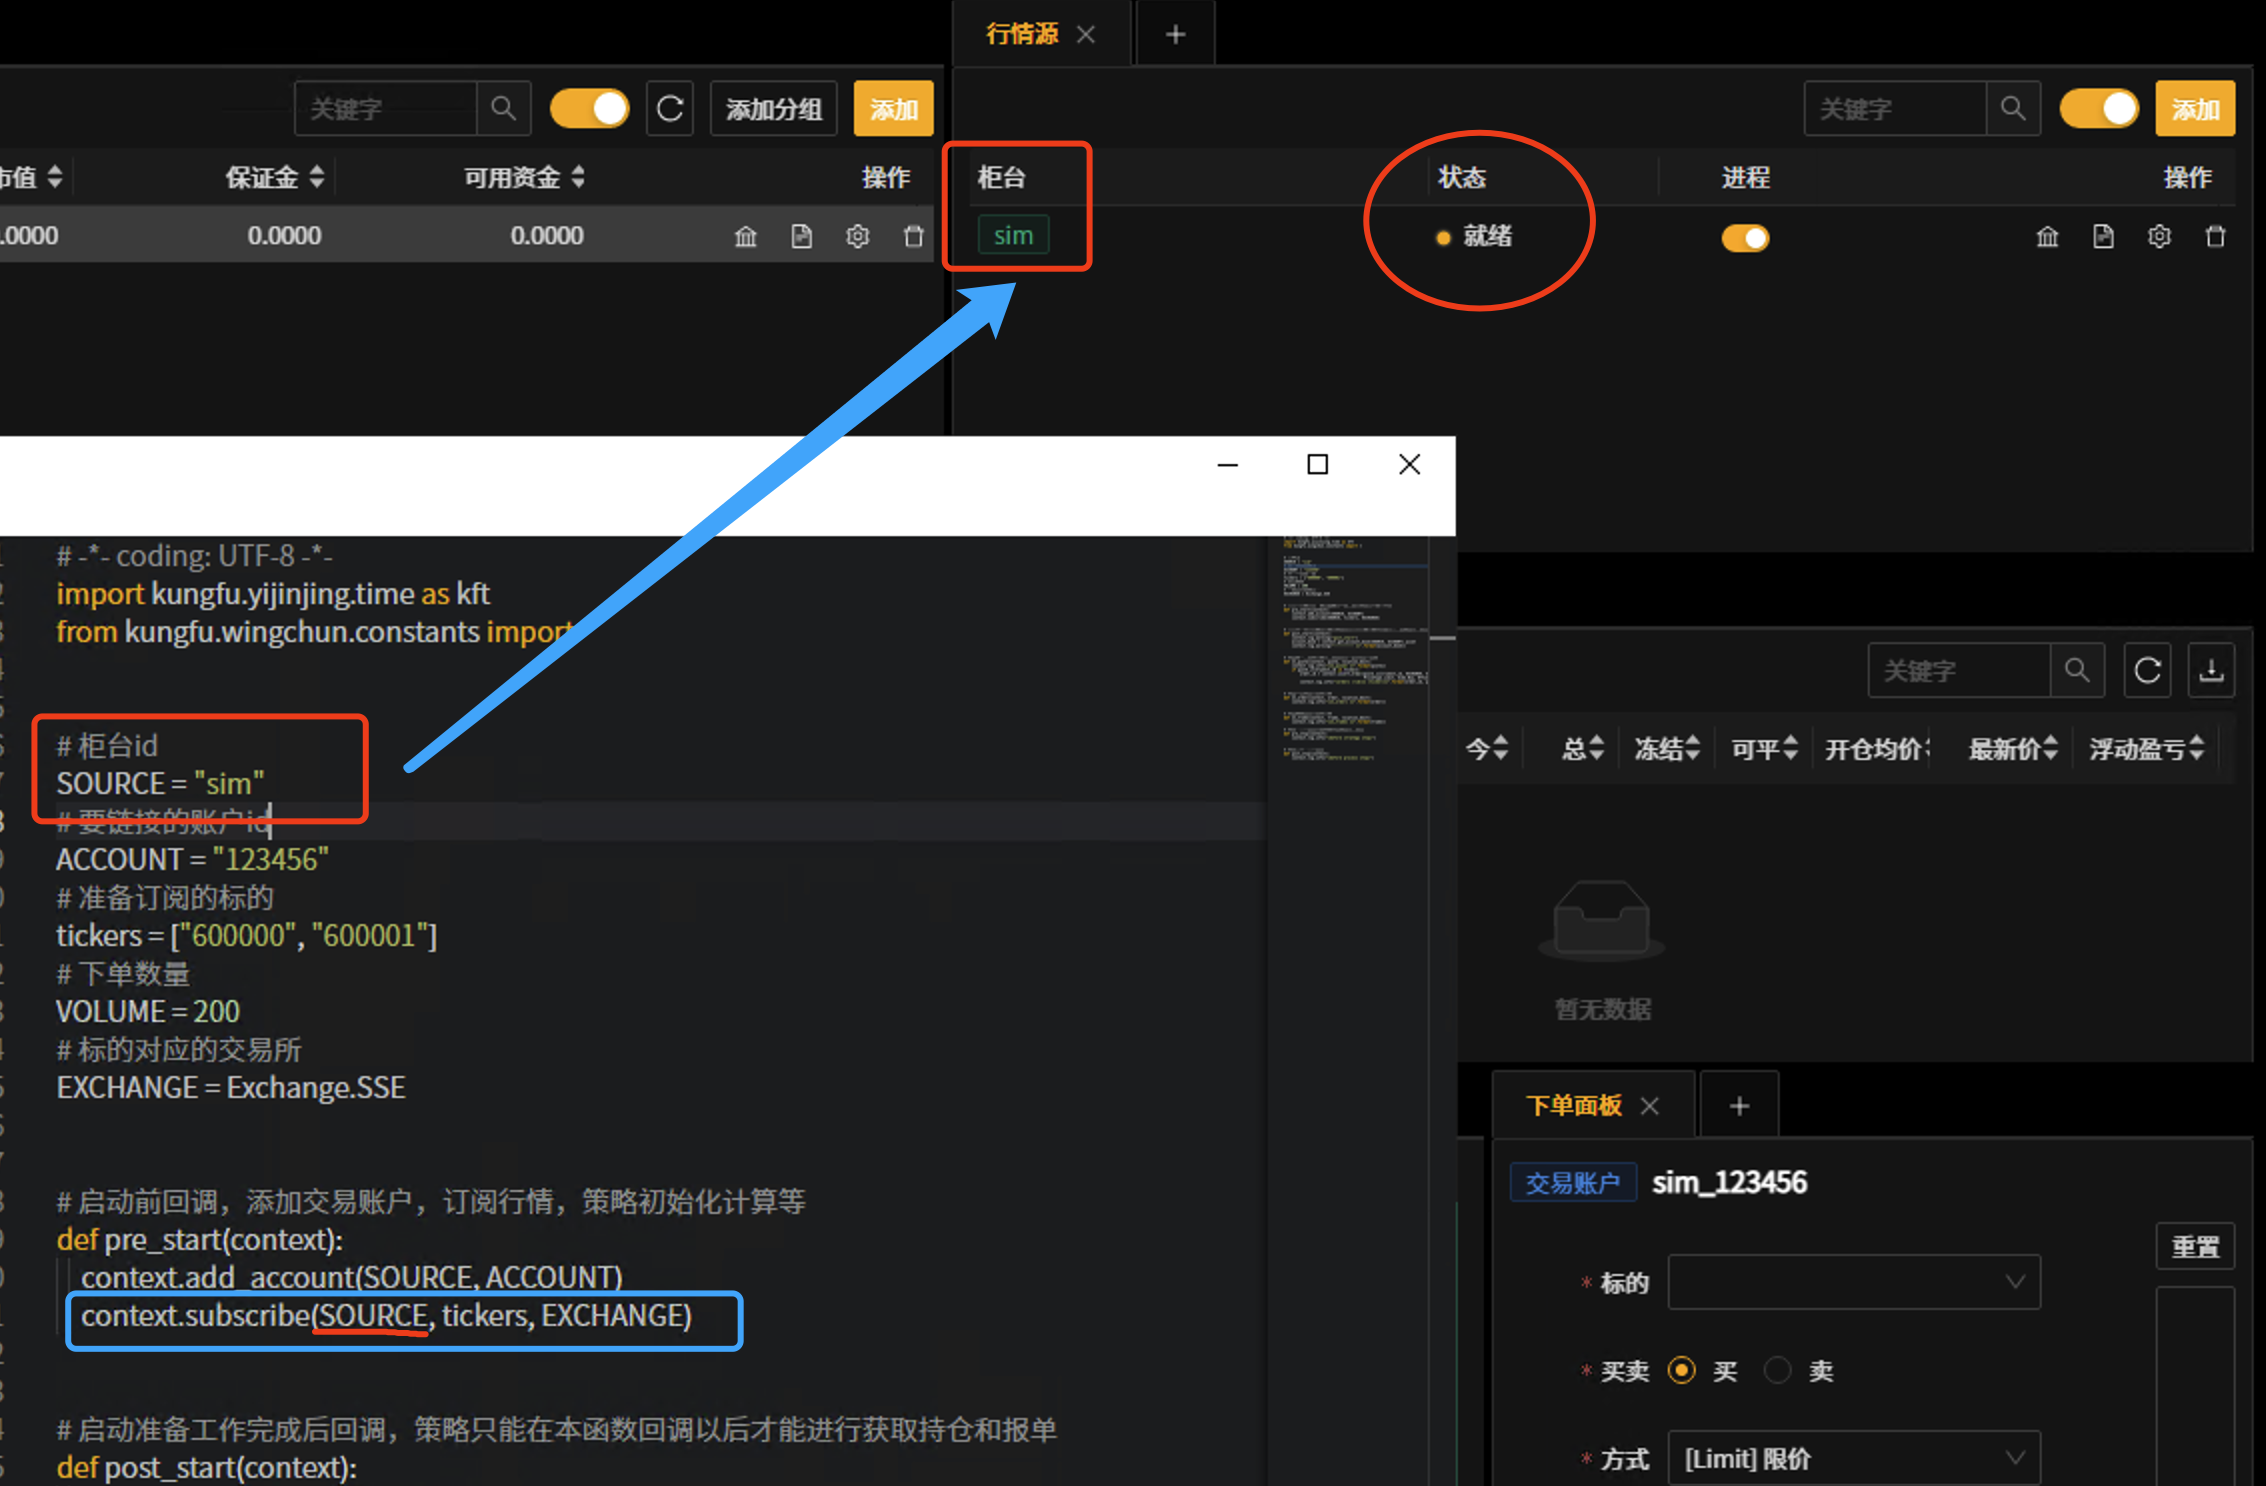 行情源
关键字 添加分组 添加
关键字 添加
市值 保证金 可用资金 操作
柜台 状态 进程 操作
.0000 0.0000 0.0000
sim 就绪
# -*- coding: UTF-8 -*-
import kungfu.yijinjing.time as kft
from kungfu.wingchun.constants import
# 柜台id
SOURCE = "sim"
# 要链接的账户id
ACCOUNT = "123456"
# 准备订阅的标的
tickers = ["600000", "600001"]
# 下单数量
VOLUME = 200
# 标的对应的交易所
EXCHANGE = Exchange.SSE
# 启动前回调，添加交易账户，订阅行情，策略初始化计算等
def pre_start(context):
context.add_account(SOURCE, ACCOUNT)
context.subscribe(SOURCE, tickers, EXCHANGE)
# 启动准备工作完成后回调，策略只能在本函数回调以后才能进行获取持仓和报单
def post_start(context):
关键字
今 总 冻结 可平 开仓均价 最新价 浮动盈亏
暂无数据
下单面板
交易账户 sim_123456
重置
* 标的
* 买卖 买 卖
* 方式 [Limit] 限价